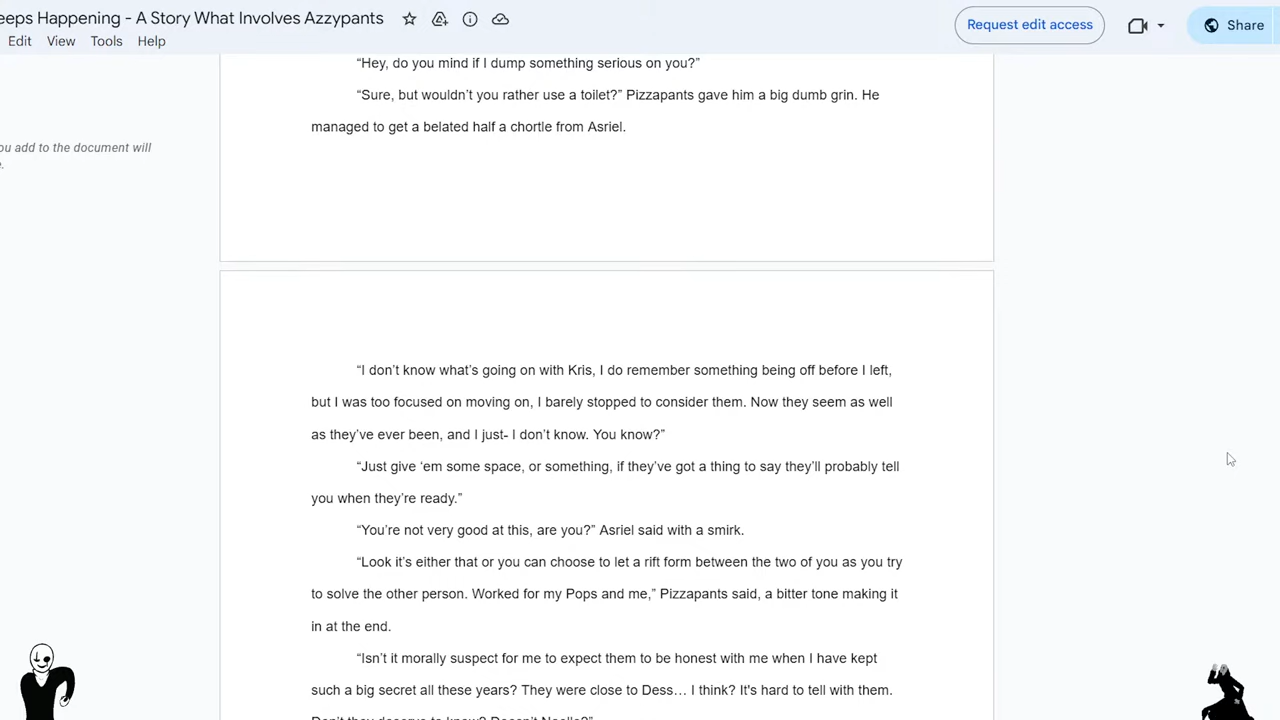 eeps Happening - A Story What Involves Azzypants
Request edit access
Share
Edit View Tools Help
“Hey, do you mind if I dump something serious on you?”
“Sure, but wouldn’t you rather use a toilet?” Pizzapants gave him a big dumb grin. He
managed to get a belated half a chortle from Asriel.
ou add to the document will
e.
“I don’t know what’s going on with Kris, I do remember something being off before I left,
but I was too focused on moving on, I barely stopped to consider them. Now they seem as well
as they’ve ever been, and I just- I don’t know. You know?”
“Just give ‘em some space, or something, if they’ve got a thing to say they’ll probably tell
you when they’re ready.”
“You’re not very good at this, are you?” Asriel said with a smirk.
“Look it’s either that or you can choose to let a rift form between the two of you as you try
to solve the other person. Worked for my Pops and me,” Pizzapants said, a bitter tone making it
in at the end.
“Isn’t it morally suspect for me to expect them to be honest with me when I have kept
such a big secret all these years? They were close to Dess… I think? It's hard to tell with them.
Don’t they deserve to know? Doesn’t Noelle?”